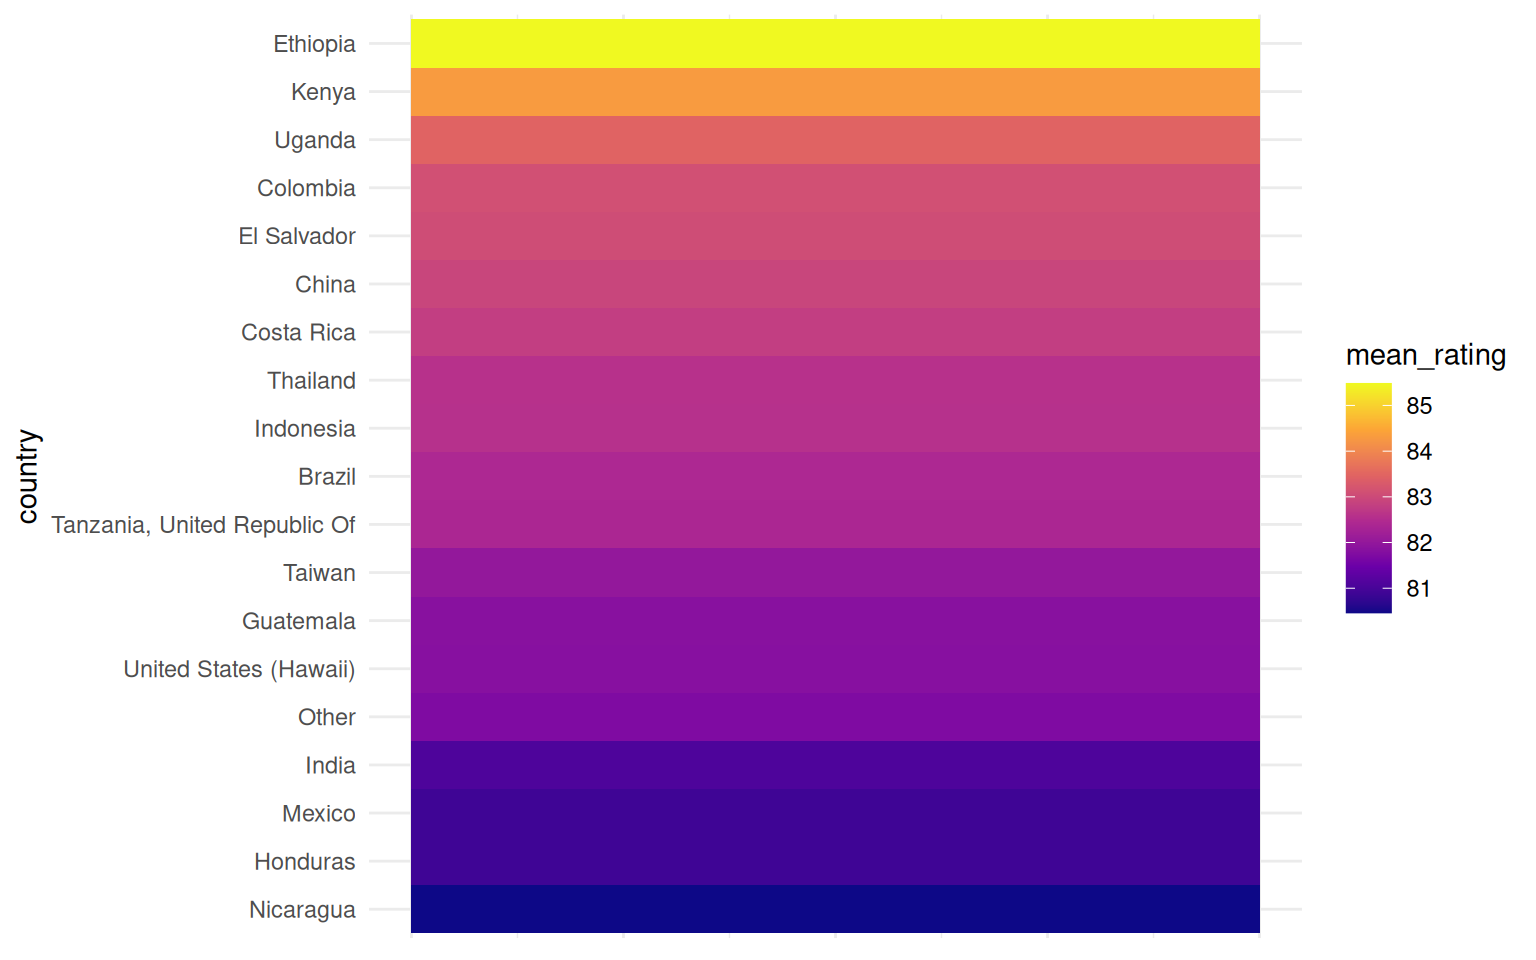 Ethiopia
Kenya
Uganda
Colombia
El Salvador
China
Costa Rica
Thailand
Indonesia
Brazil
Tanzania, United Republic Of
Taiwan
Guatemala
United States (Hawaii)
Other
India
Mexico
Honduras
Nicaragua
country
mean_rating
85
84
83
82
81